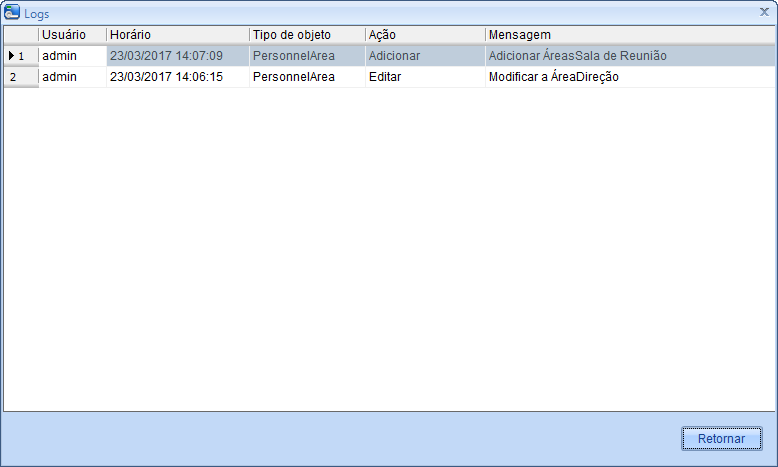 Logs
Usuário Horário Tipo de objeto Ação Mensagem
1 admin 23/03/2017 14:07:09 PersonnelArea Adicionar Adicionar ÁreasSala de Reunião
2 admin 23/03/2017 14:06:15 PersonnelArea Editar Modificar a ÁreaDireção
Retornar